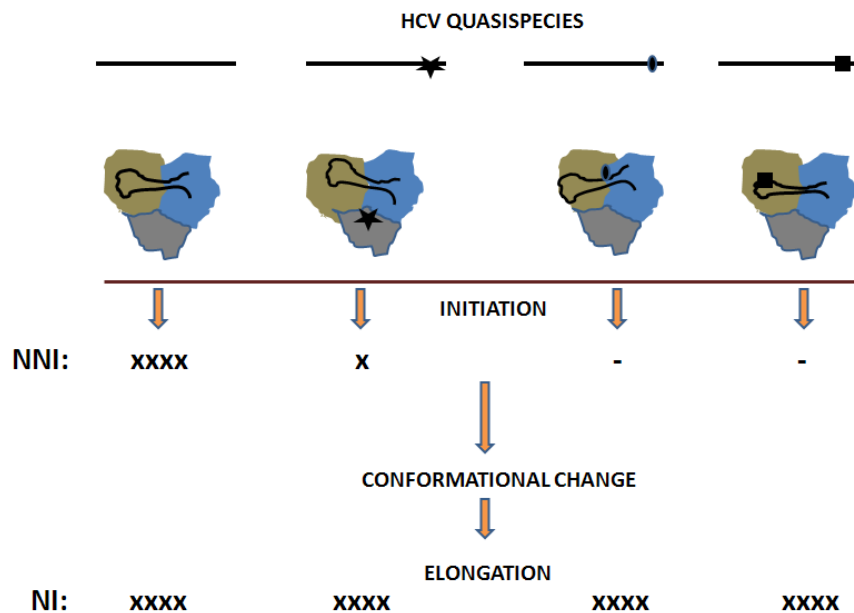 HCV QUASISPECIES
INITIATION
NNI: xxxx x - -
CONFORMATIONAL CHANGE
ELONGATION
NI: xxxx xxxx xxxx xxxx